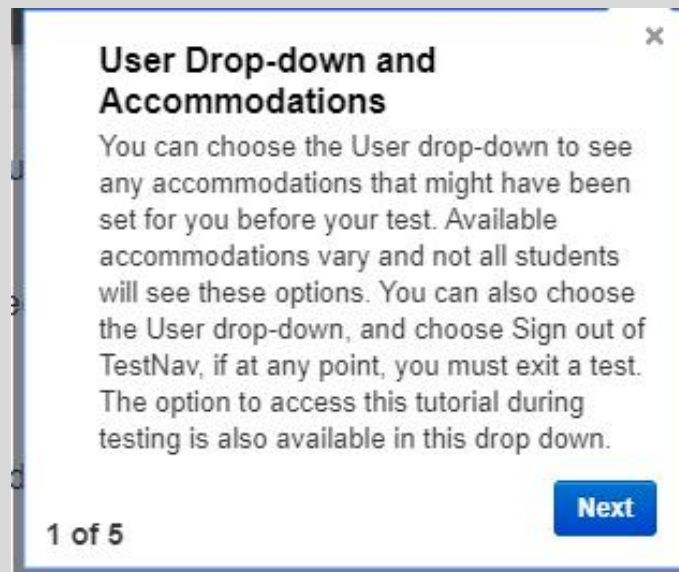 User Drop-down and
Accommodations
You can choose the User drop-down to see
any accommodations that might have been
set for you before your test. Available
accommodations vary and not all students
will see these options. You can also choose
the User drop-down, and choose Sign out of
TestNav, if at any point, you must exit a test.
The option to access this tutorial during
testing is also available in this drop down.
Next
1 of 5